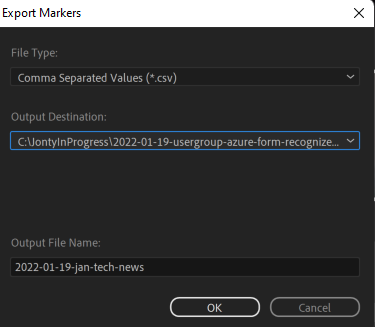 Export Markers
File Type:
Comma Separated Values (*.csv)
Output Destination:
C:\JontyInProgress\2022-01-19-usergroup-azure-form-recognize...
Output File Name:
2022-01-19-jan-tech-news
OK
Cancel